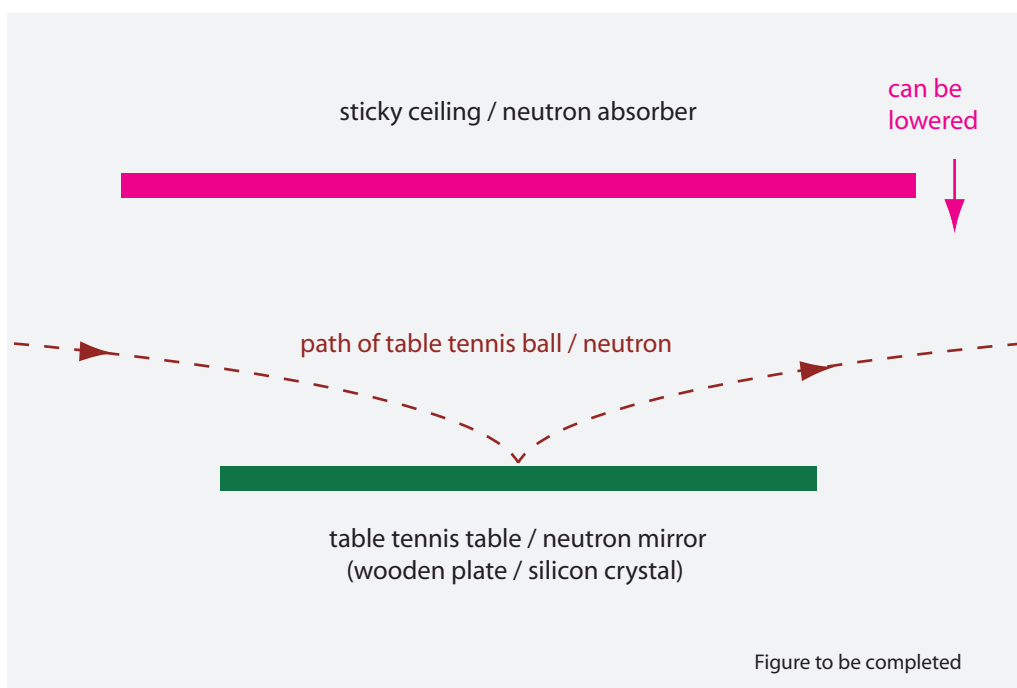 can be
lowered
sticky ceiling / neutron absorber
path of table tennis ball / neutron
table tennis table / neutron mirror
(wooden plate / silicon crystal)
Figure to be completed